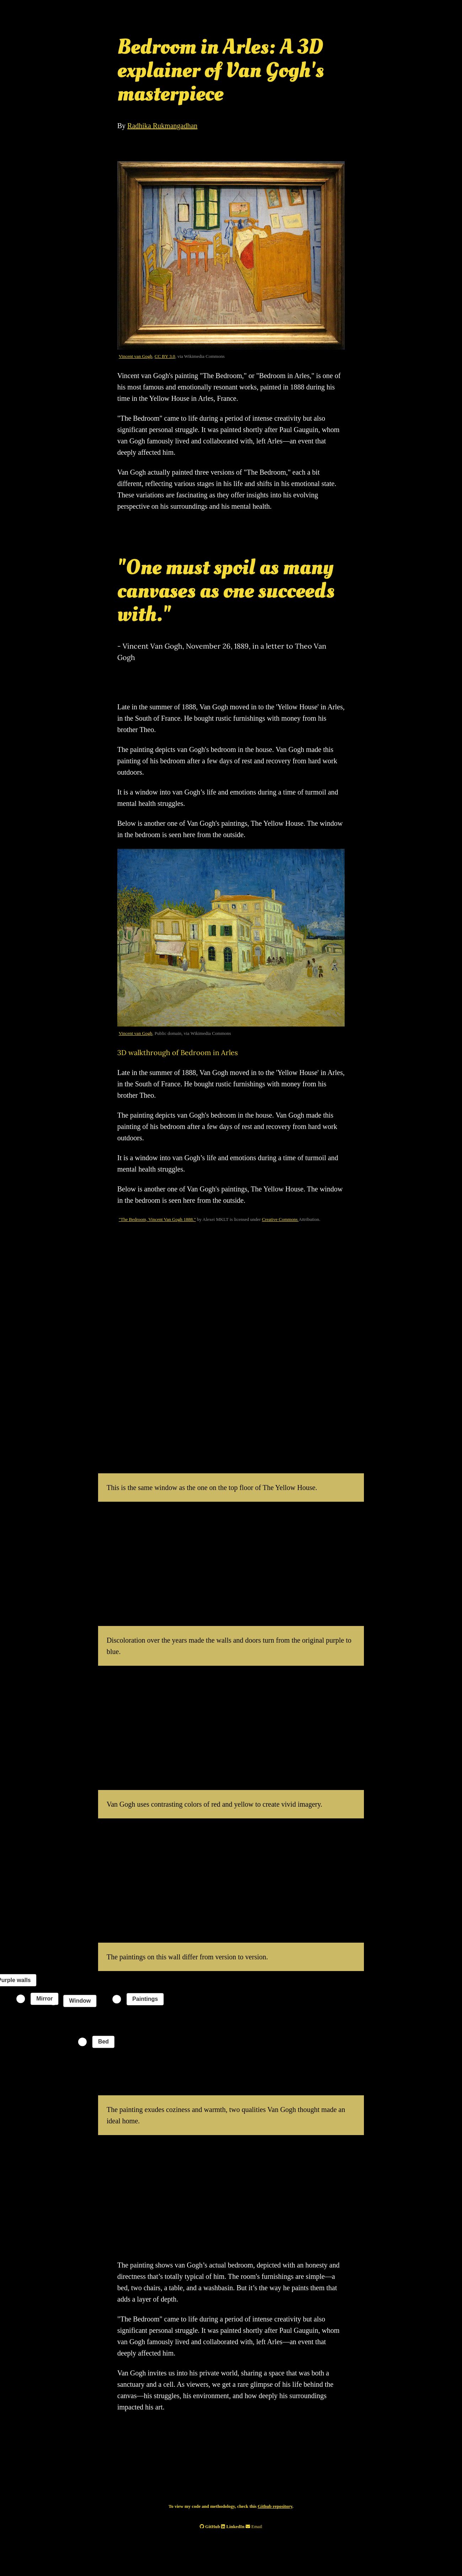 Bedroom in Arles: A 3D
explainer of Van Gogh's
masterpiece
By Radhika Rukmangadhan
Vincent van Gogh, CC BY 3.0, via Wikimedia Commons
Vincent van Gogh's painting "The Bedroom," or "Bedroom in Arles," is one of
his most famous and emotionally resonant works, painted in 1888 during his
time in the Yellow House in Arles, France.
"The Bedroom" came to life during a period of intense creativity but also
significant personal struggle. It was painted shortly after Paul Gauguin, whom
van Gogh famously lived and collaborated with, left Arles—an event that
deeply affected him.
Van Gogh actually painted three versions of "The Bedroom," each a bit
different, reflecting various stages in his life and shifts in his emotional state.
These variations are fascinating as they offer insights into his evolving
perspective on his surroundings and his mental health.
"One must spoil as many
canvases as one succeeds
with."
- Vincent Van Gogh, November 26, 1889, in a letter to Theo Van
Gogh
Late in the summer of 1888, Van Gogh moved in to the 'Yellow House' in Arles,
in the South of France. He bought rustic furnishings with money from his
brother Theo.
The painting depicts van Gogh's bedroom in the house. Van Gogh made this
painting of his bedroom after a few days of rest and recovery from hard work
outdoors.
It is a window into van Gogh’s life and emotions during a time of turmoil and
mental health struggles.
Below is another one of Van Gogh's paintings, The Yellow House. The window
in the bedroom is seen here from the outside.
Vincent van Gogh, Public domain, via Wikimedia Commons
3D walkthrough of Bedroom in Arles
Late in the summer of 1888, Van Gogh moved in to the 'Yellow House' in Arles,
in the South of France. He bought rustic furnishings with money from his
brother Theo.
The painting depicts van Gogh's bedroom in the house. Van Gogh made this
painting of his bedroom after a few days of rest and recovery from hard work
outdoors.
It is a window into van Gogh’s life and emotions during a time of turmoil and
mental health struggles.
Below is another one of Van Gogh's paintings, The Yellow House. The window
in the bedroom is seen here from the outside.
"The Bedroom, Vincent Van Gogh 1888." by Alexei MKLT is licensed under Creative Commons Attribution.
This is the same window as the one on the top floor of The Yellow House.
Discoloration over the years made the walls and doors turn from the original purple to
blue.
Van Gogh uses contrasting colors of red and yellow to create vivid imagery.
The paintings on this wall differ from version to version.
Purple walls
Mirror
Window
Paintings
Bed
The painting exudes coziness and warmth, two qualities Van Gogh thought made an
ideal home.
The painting shows van Gogh’s actual bedroom, depicted with an honesty and
directness that’s totally typical of him. The room's furnishings are simple—a
bed, two chairs, a table, and a washbasin. But it’s the way he paints them that
adds a layer of depth.
"The Bedroom" came to life during a period of intense creativity but also
significant personal struggle. It was painted shortly after Paul Gauguin, whom
van Gogh famously lived and collaborated with, left Arles—an event that
deeply affected him.
Van Gogh invites us into his private world, sharing a space that was both a
sanctuary and a cell. As viewers, we get a rare glimpse of his life behind the
canvas—his struggles, his environment, and how deeply his surroundings
impacted his art.
To view my code and methodology, check this Github repository.
GitHub LinkedIn Email